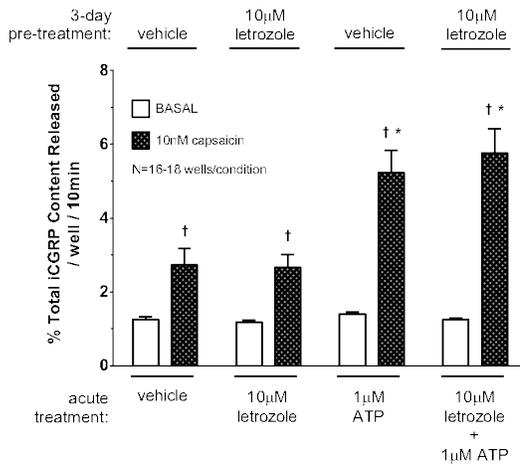 3-day
pre-treatment:
vehicle
10μM
letrozole
vehicle
10μM
letrozole
% Total iCGRP Content Released
/ well / 10min
8
6
4
2
0
BASAL
10nM capsaicin
N=16-18 wells/condition
†
†
† *
† *
acute
treatment:
vehicle
10μM
letrozole
1μM
ATP
10μM
letrozole
+
1μM ATP